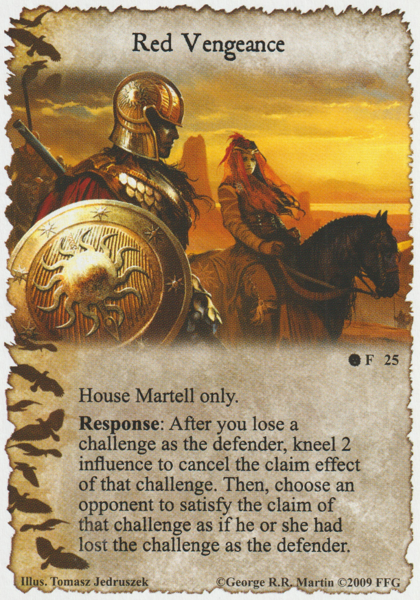 Red Vengeance
F 25
House Martell only.
Response: After you lose a
challenge as the defender, kneel 2
influence to cancel the claim effect
of that challenge. Then, choose an
opponent to satisfy the claim of
that challenge as if he or she had
lost the challenge as the defender.
Illus. Tomasz Jedruszek ©George R.R. Martin ©2009 FFG